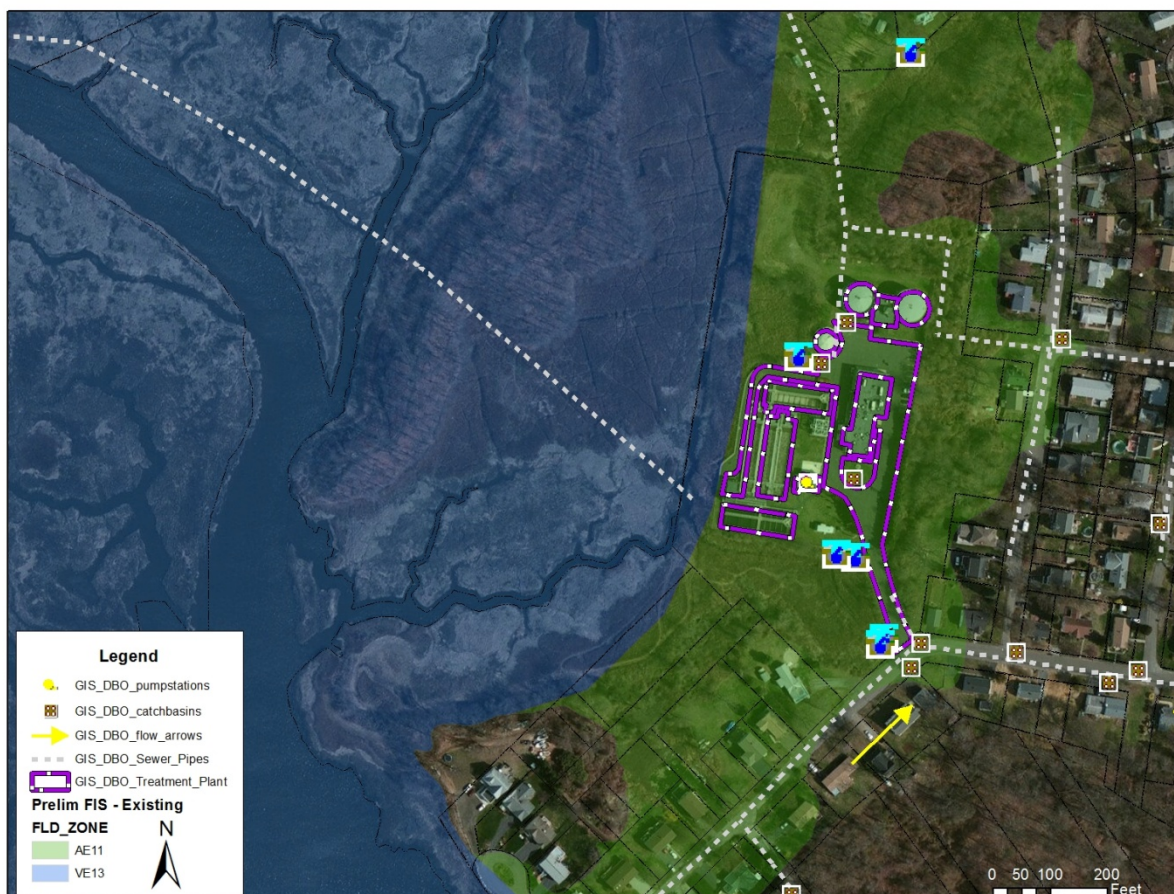 Legend
GIS_DBO_pumpstations
GIS_DBO_catchbasins
GIS_DBO_flow_arrows
GIS_DBO_Sewer_Pipes
GIS_DBO_Treatment_Plant
Prelim FIS - Existing
FLD_ZONE
AE11
VE13
N
0 50 100 200
Feet